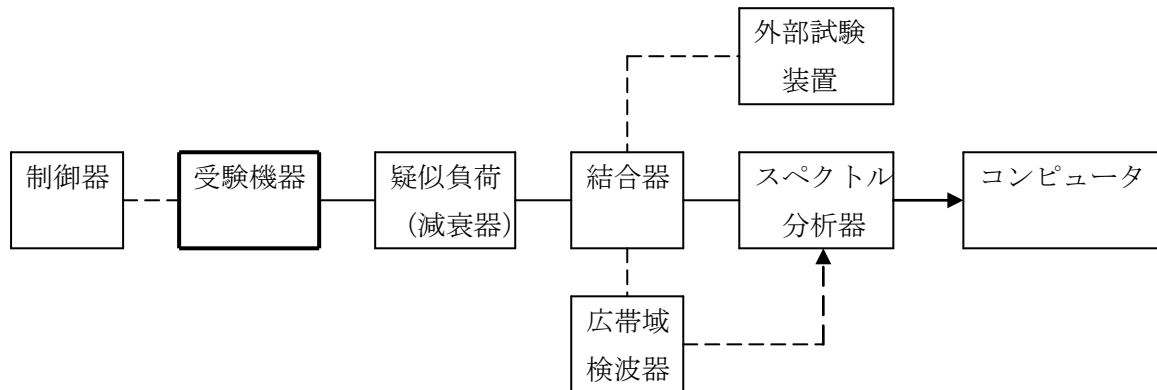 外部試験
装置
制御器
受験機器
疑似負荷
（減衰器）
結合器
スペクトル
分析器
コンピュータ
広帯域
検波器